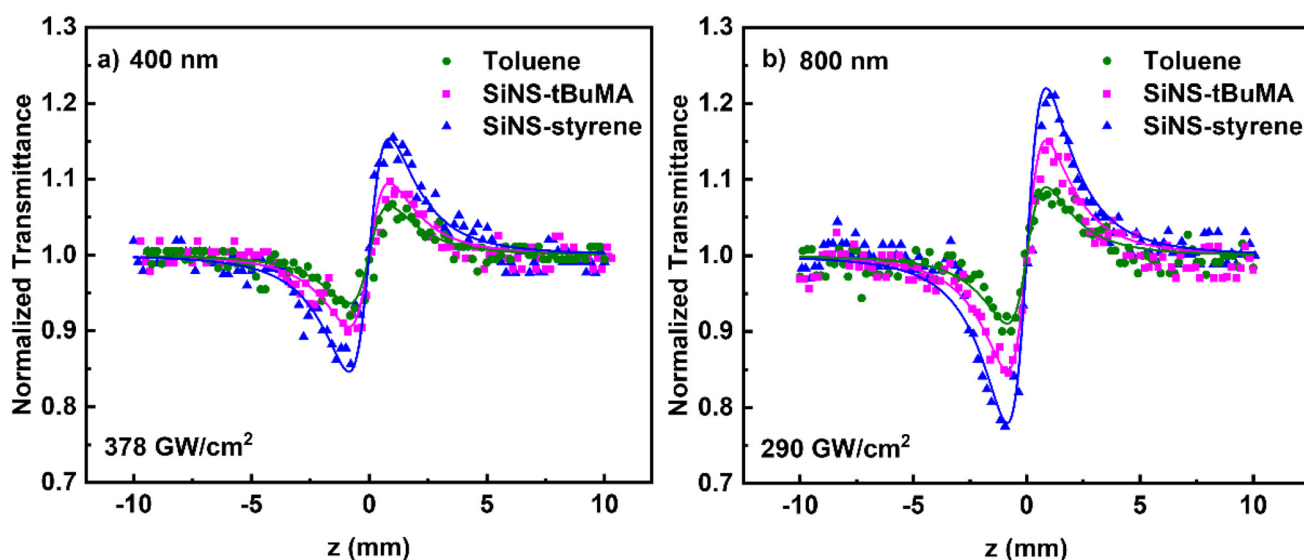 a) 400 nm
Toluene
SiNS-tBuMA
SiNS-styrene
378 GW/cm²
1.3
1.2
1.1
1.0
0.9
0.8
0.7
Normalized Transmittance
-10
-5
0
5
10
z (mm)
b) 800 nm
Toluene
SiNS-tBuMA
SiNS-styrene
290 GW/cm²
1.3
1.2
1.1
1.0
0.9
0.8
0.7
Normalized Transmittance
-10
-5
0
5
10
z (mm)